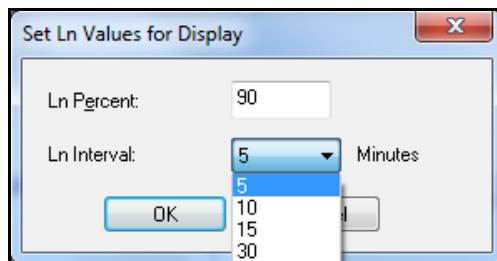 Set Ln Values for Display
x
Ln Percent: 90
Ln Interval: 5 Minutes
5
10
OK
15
30